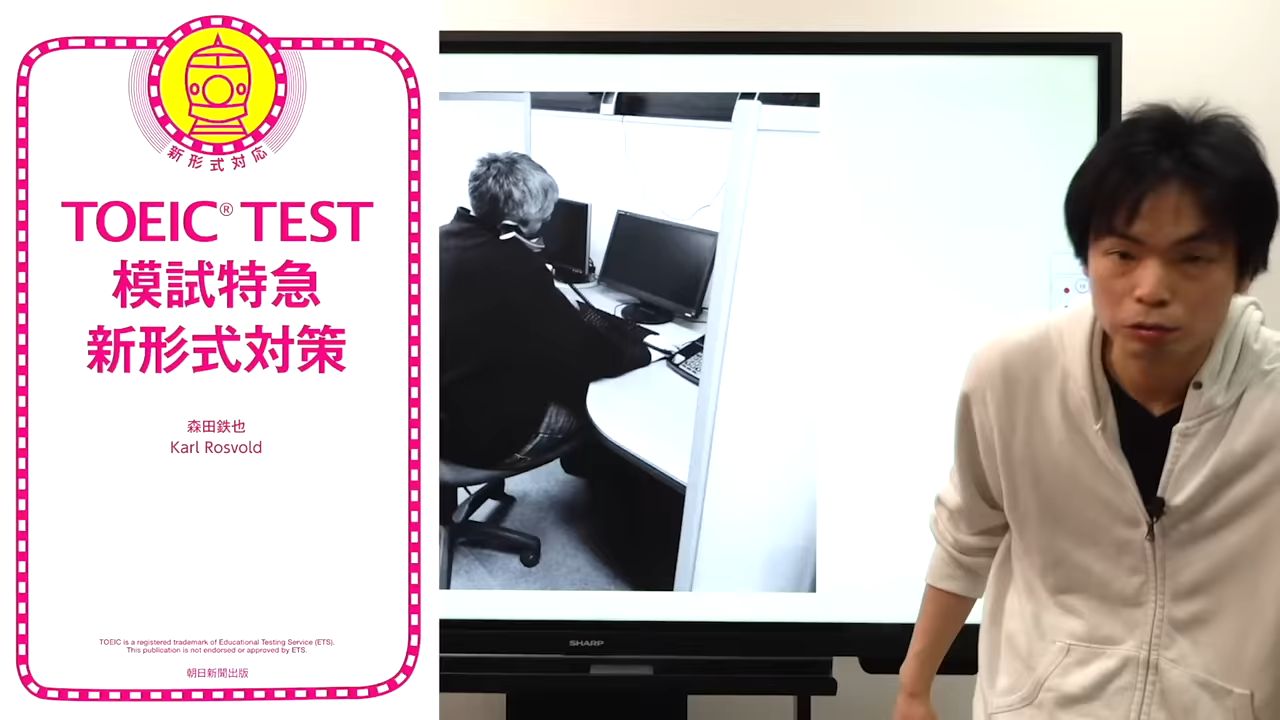 新形式対応
TOEIC® TEST
模試特急
新形式対策
森田鉄也
Karl Rosvold
TOEIC is a registered trademark of Educational Testing Service (ETS).
This publication is not endorsed or approved by ETS.
朝日新聞出版
SHARP